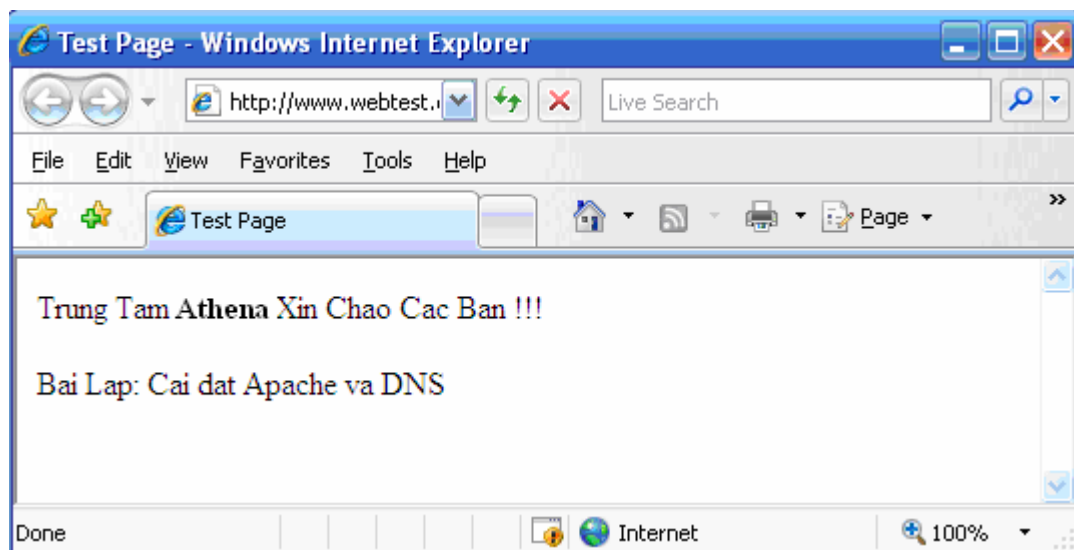 Test Page - Windows Internet Explorer
http://www.webtest. Live Search
File Edit View Favorites Tools Help
Test Page Page »
Trung Tam Athena Xin Chao Cac Ban !!!
Bai Lap: Cai dat Apache va DNS
Done Internet 100%